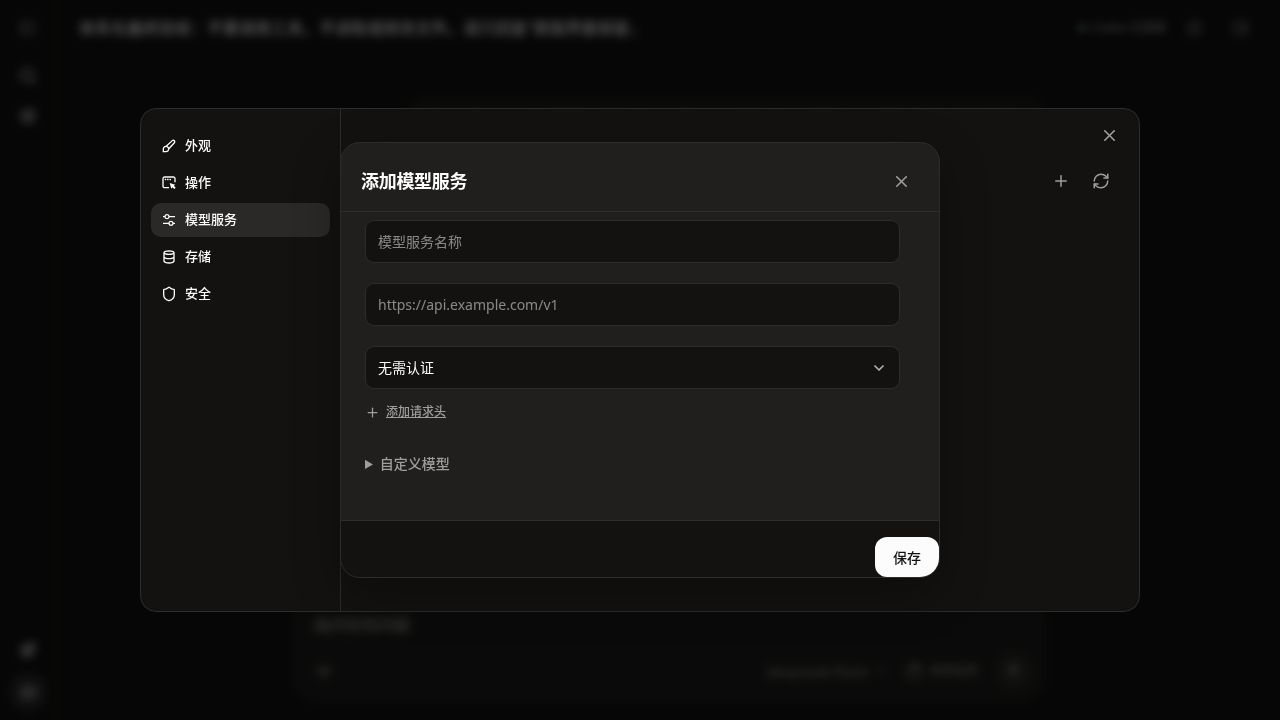 外观
操作
模型服务
存储
安全
添加模型服务
模型服务名称
https://api.example.com/v1
无需认证
添加请求头
自定义模型
保存